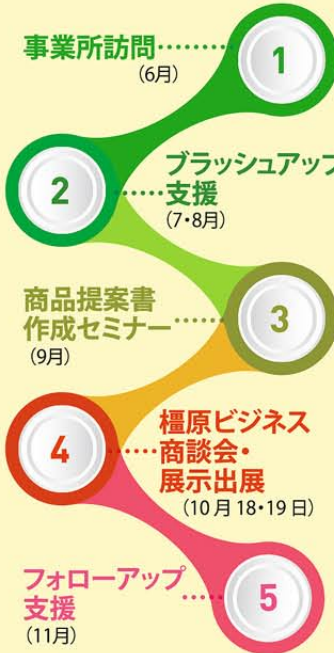 事業所訪問……
(6月)
1
2
ブラッシュアップ
支援
(7・8月)
商品提案書
作成セミナー
(9月)
3
4
橿原ビジネス
商談会・
展示出展
(10月18・19日)
フォローアップ
支援
(11月)
5